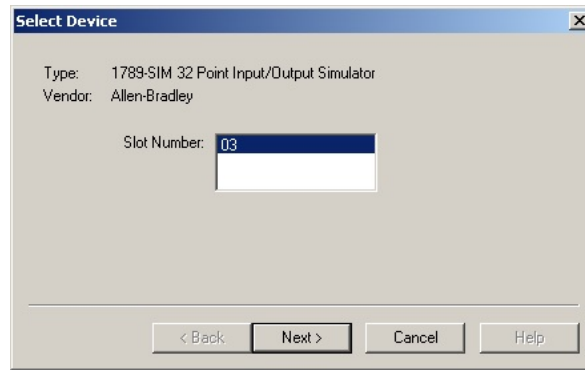 Select Device
Type: 1789-SIM 32 Point Input/Output Simulator
Vendor: Allen-Bradley
Slot Number: 03
< Back Next > Cancel Help